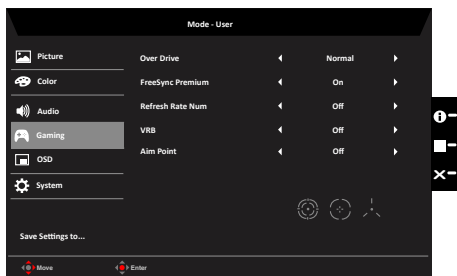 Mode - User
Picture
Color
Audio
Gaming
OSD
System
Over Drive Normal
FreeSync Premium On
Refresh Rate Num Off
VRB Off
Aim Point Off
Save Settings to...
Move Enter